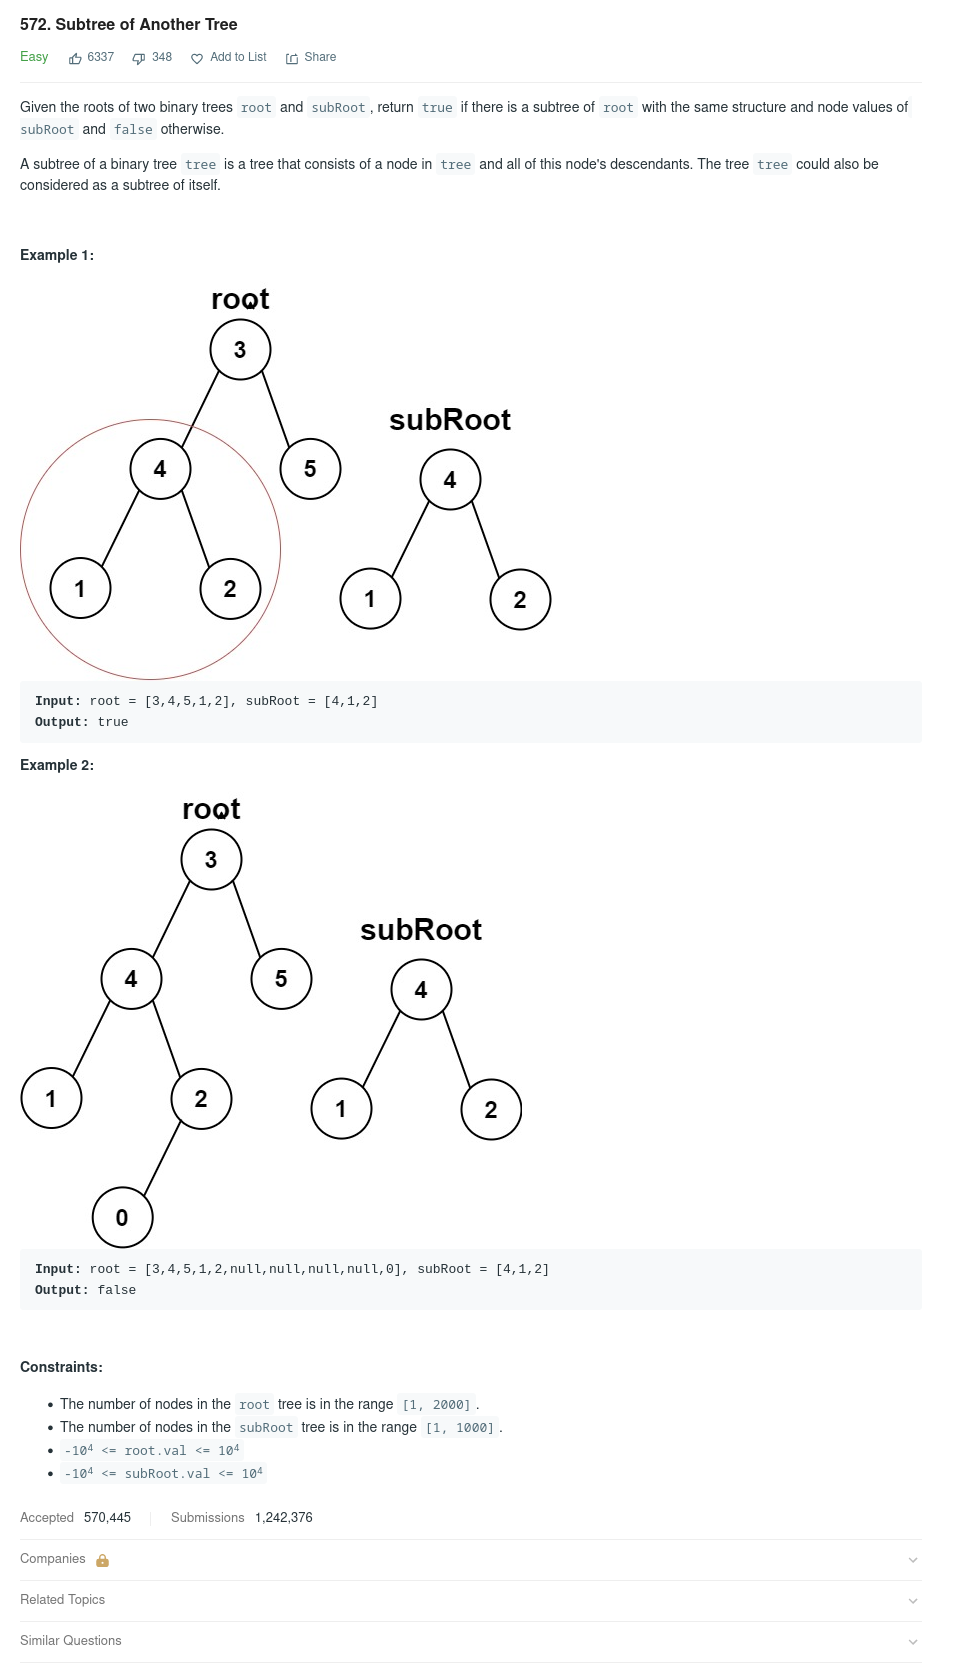 572. Subtree of Another Tree
Easy 6337 348 Add to List Share
Given the roots of two binary trees root and subRoot , return true if there is a subtree of root with the same structure and node values of
subRoot and false otherwise.
A subtree of a binary tree tree is a tree that consists of a node in tree and all of this node's descendants. The tree tree could also be
considered as a subtree of itself.
Example 1:
root
3
subRoot
4 5 4
1 2 1 2
Input: root = [3,4,5,1,2], subRoot = [4,1,2]
Output: true
Example 2:
root
3
subRoot
4 5 4
1 2 1 2
0
Input: root = [3,4,5,1,2,null,null,null,null,0], subRoot = [4,1,2]
Output: false
Constraints:
• The number of nodes in the root tree is in the range [1, 2000] .
• The number of nodes in the subRoot tree is in the range [1, 1000] .
• -10⁴ <= root.val <= 10⁴
• -10⁴ <= subRoot.val <= 10⁴
Accepted 570,445 Submissions 1,242,376
Companies
Related Topics
Similar Questions